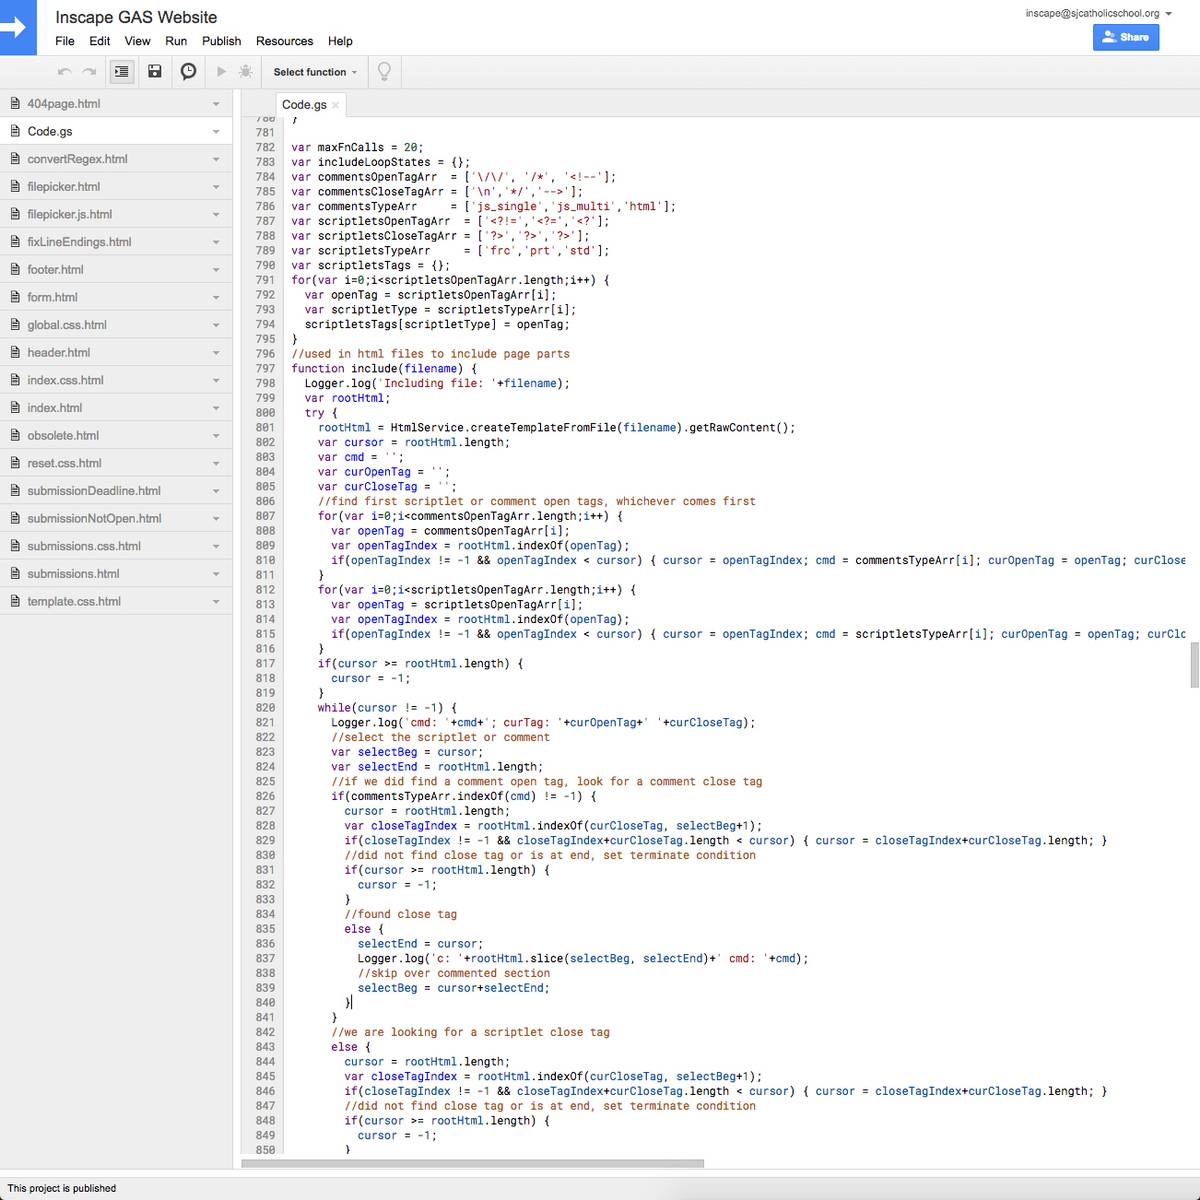 Inscape GAS Website
inscape@sjcatholicschool.org
File Edit View Run Publish Resources Help
Share
Select function
404page.html
Code.gs
convertRegex.html
filepicker.html
filepicker.js.html
fixLineEndings.html
footer.html
form.html
global.css.html
header.html
index.css.html
index.html
obsolete.html
reset.css.html
submissionDeadline.html
submissionNotOpen.html
submissions.css.html
submissions.html
template.css.html
Code.gs
780 }
781
782 var maxFnCalls = 20;
783 var includeLoopStates = {};
784 var commentsOpenTagArr  = ['\/\/', '/*', '<!--'];
785 var commentsCloseTagArr = ['\n','*/','-->'];
786 var commentsTypeArr     = ['js_single','js_multi','html'];
787 var scriptletsOpenTagArr  = ['<?!=','<?=','<?'];
788 var scriptletsCloseTagArr = ['?>','?>','?>'];
789 var scriptletsTypeArr     = ['frc','prt','std'];
790 var scriptletsTags = {};
791 for(var i=0;i<scriptletsOpenTagArr.length;i++) {
792   var openTag = scriptletsOpenTagArr[i];
793   var scriptletType = scriptletsTypeArr[i];
794   scriptletsTags[scriptletType] = openTag;
795 }
796 //used in html files to include page parts
797 function include(filename) {
798   Logger.log('Including file: '+filename);
799   var rootHtml;
800   try {
801     rootHtml = HtmlService.createTemplateFromFile(filename).getRawContent();
802     var cursor = rootHtml.length;
803     var cmd = '';
804     var curOpenTag = '';
805     var curCloseTag = '';
806     //find first scriptlet or comment open tags, whichever comes first
807     for(var i=0;i<commentsOpenTagArr.length;i++) {
808       var openTag = commentsOpenTagArr[i];
809       var openTagIndex = rootHtml.indexOf(openTag);
810       if(openTagIndex != -1 && openTagIndex < cursor) { cursor = openTagIndex; cmd = commentsTypeArr[i]; curOpenTag = openTag; curClose
811     }
812     for(var i=0;i<scriptletsOpenTagArr.length;i++) {
813       var openTag = scriptletsOpenTagArr[i];
814       var openTagIndex = rootHtml.indexOf(openTag);
815       if(openTagIndex != -1 && openTagIndex < cursor) { cursor = openTagIndex; cmd = scriptletsTypeArr[i]; curOpenTag = openTag; curClo
816     }
817     if(cursor >= rootHtml.length) {
818       cursor = -1;
819     }
820     while(cursor != -1) {
821       Logger.log('cmd: '+cmd+'; curTag: '+curOpenTag+' '+curCloseTag);
822       //select the scriptlet or comment
823       var selectBeg = cursor;
824       var selectEnd = rootHtml.length;
825       //if we did find a comment open tag, look for a comment close tag
826       if(commentsTypeArr.indexOf(cmd) != -1) {
827         cursor = rootHtml.length;
828         var closeTagIndex = rootHtml.indexOf(curCloseTag, selectBeg+1);
829         if(closeTagIndex != -1 && closeTagIndex+curCloseTag.length < cursor) { cursor = closeTagIndex+curCloseTag.length; }
830         //did not find close tag or is at end, set terminate condition
831         if(cursor >= rootHtml.length) {
832           cursor = -1;
833         }
834         //found close tag
835         else {
836           selectEnd = cursor;
837           Logger.log('c: '+rootHtml.slice(selectBeg, selectEnd)+' cmd: '+cmd);
838           //skip over commented section
839           selectBeg = cursor+selectEnd;
840         }
841       }
842       //we are looking for a scriptlet close tag
843       else {
844         cursor = rootHtml.length;
845         var closeTagIndex = rootHtml.indexOf(curCloseTag, selectBeg+1);
846         if(closeTagIndex != -1 && closeTagIndex+curCloseTag.length < cursor) { cursor = closeTagIndex+curCloseTag.length; }
847         //did not find close tag or is at end, set terminate condition
848         if(cursor >= rootHtml.length) {
849           cursor = -1;
850         }
This project is published